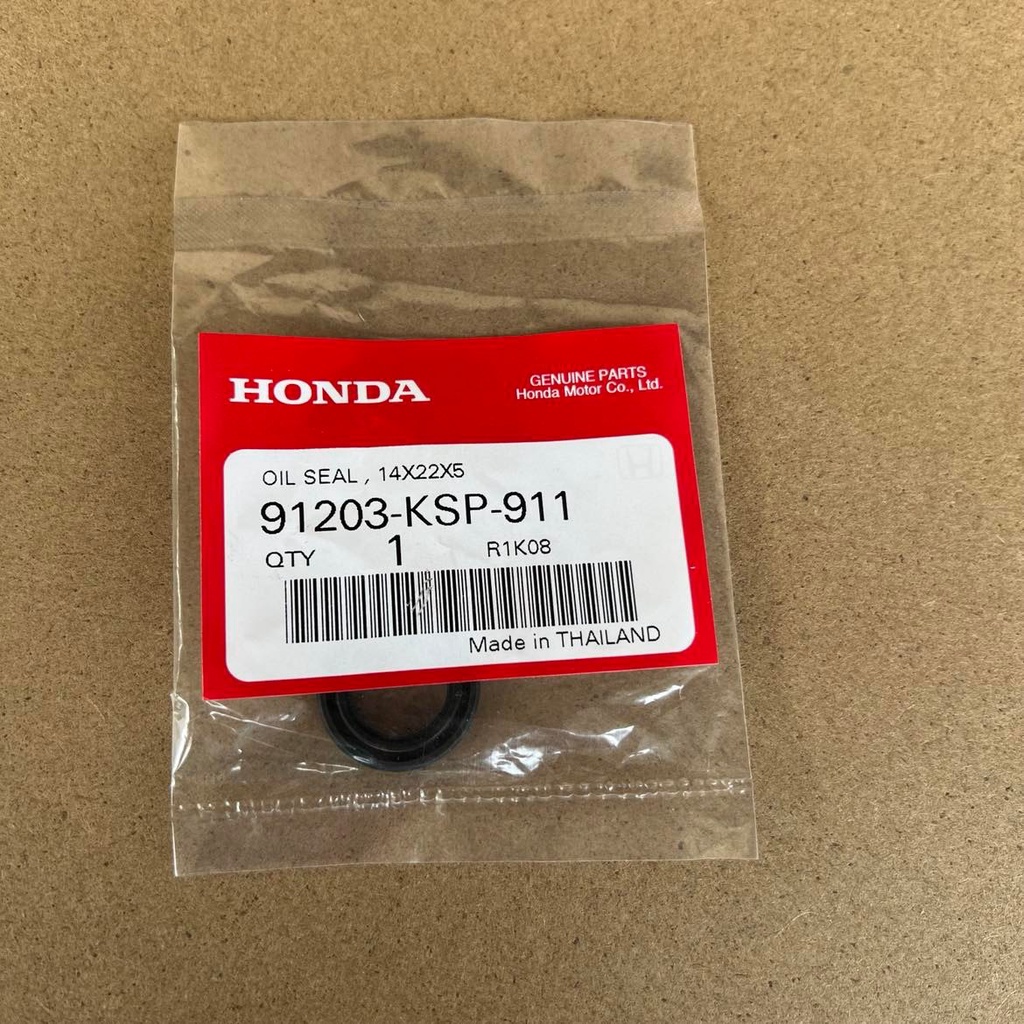 HONDA
GENUINE PARTS
Honda Motor Co., Ltd.
OIL SEAL , 14X22X5
91203-KSP-911
QTY 1 R1K08
Made in THAILAND